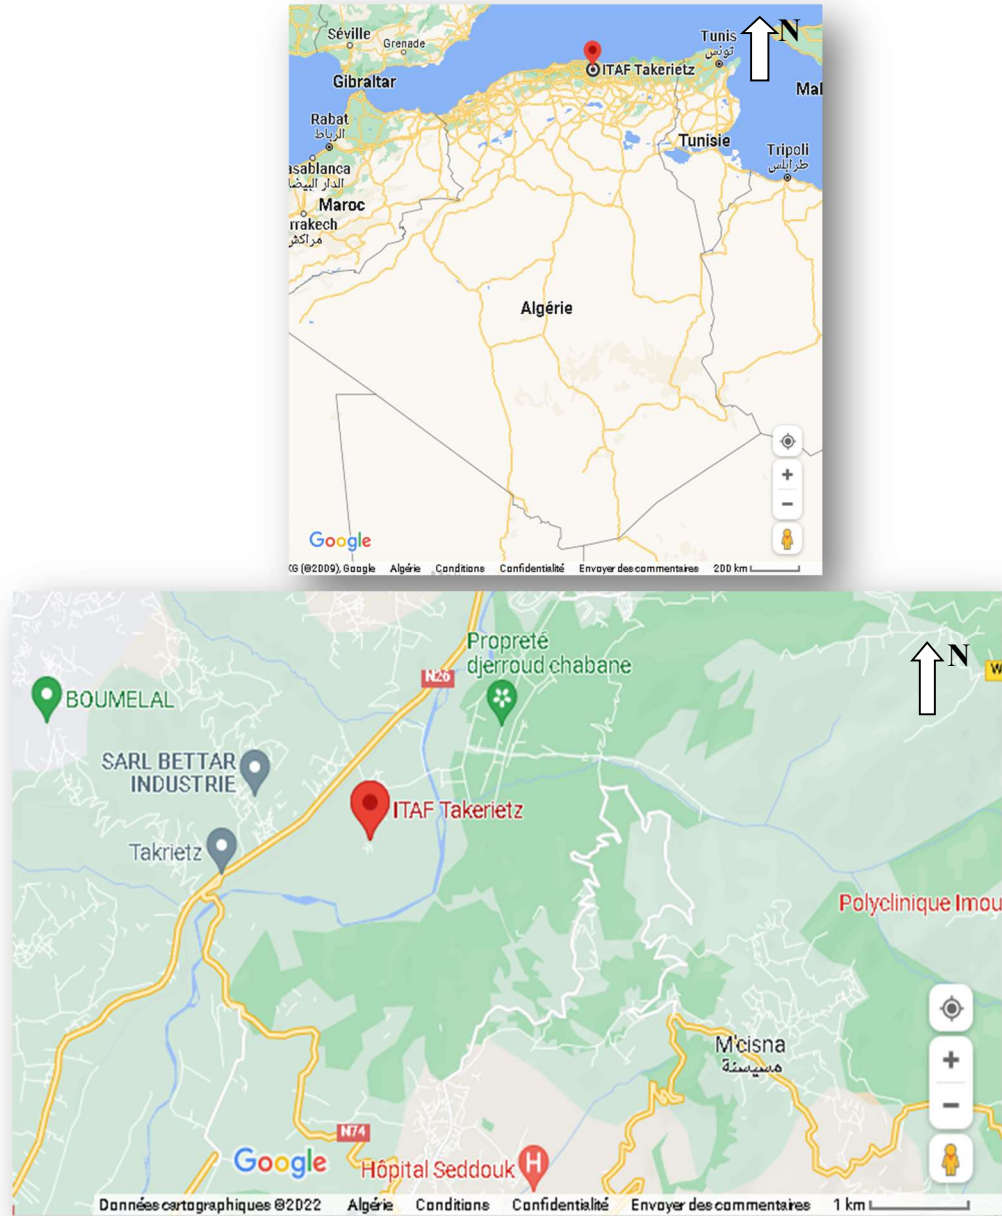 Séville
Grenade
Tunis
تونس
N
ITAF Takerietz
Gibraltar
Mal
Rabat
الرباط
Tunisie
Tripoli
طرابلس
asablanca
الدار البيضا
Maroc
rrakech
مراكش
Algérie
Google
(G (©2009), Google Algérie Conditions Confidentialité Envoyer des commentaires 200 km
Propreté
djerroud chabane
N
N26
W
BOUMELAL
SARL BETTAR
INDUSTRIE
ITAF Takerietz
Takrietz
Polyclinique Imou
M'cisna
مسيسنة
N74
Google
Hôpital Seddouk
H
Données cartographiques ©2022 Algérie Conditions Confidentialité Envoyer des commentaires 1 km